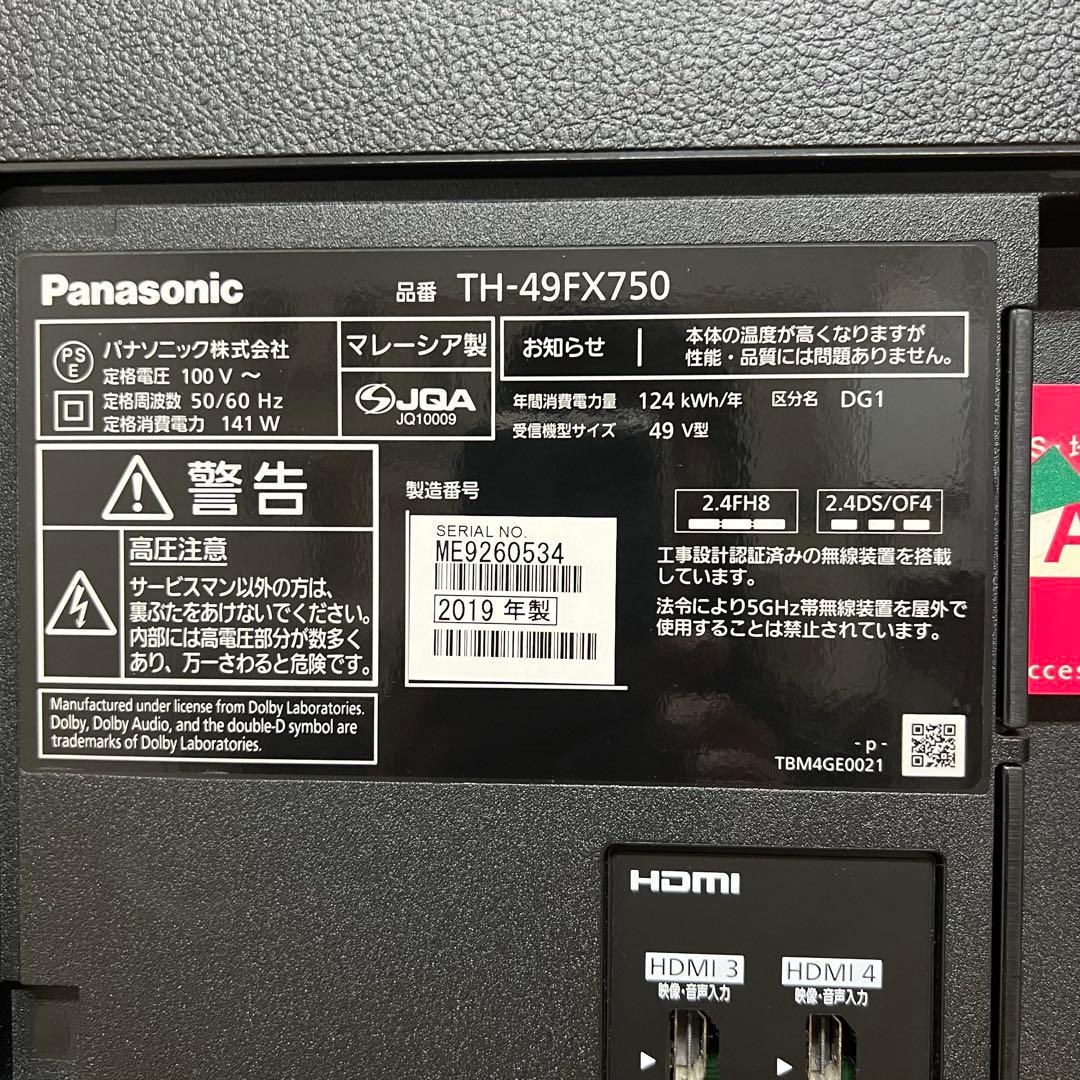 Panasonic
品番 TH-49FX750
PS
E
パナソニック株式会社
定格電圧 100 V ～
定格周波数 50/60 Hz
定格消費電力 141 W
マレーシア製
JQA
JQ10009
お知らせ
本体の温度が高くなりますが
性能・品質には問題ありません。
年間消費電力量 124 kWh/年 区分名 DG1
受信機型サイズ 49 V型
警告
高圧注意
サービスマン以外の方は、
裏ぶたをあけないでください。
内部には高電圧部分が数多く
あり、万一さわると危険です。
製造番号
SERIAL NO.
ME9260534
2019 年製
2.4FH8
2.4DS/OF4
工事設計認証済みの無線装置を搭載
しています。
法令により5GHz帯無線装置を屋外で
使用することは禁止されています。
Manufactured under license from Dolby Laboratories.
Dolby, Dolby Audio, and the double-D symbol are
trademarks of Dolby Laboratories.
- p -
TBM4GE0021
HDMI
HDMI 3
映像・音声入力
HDMI 4
映像・音声入力
S・
A
cces